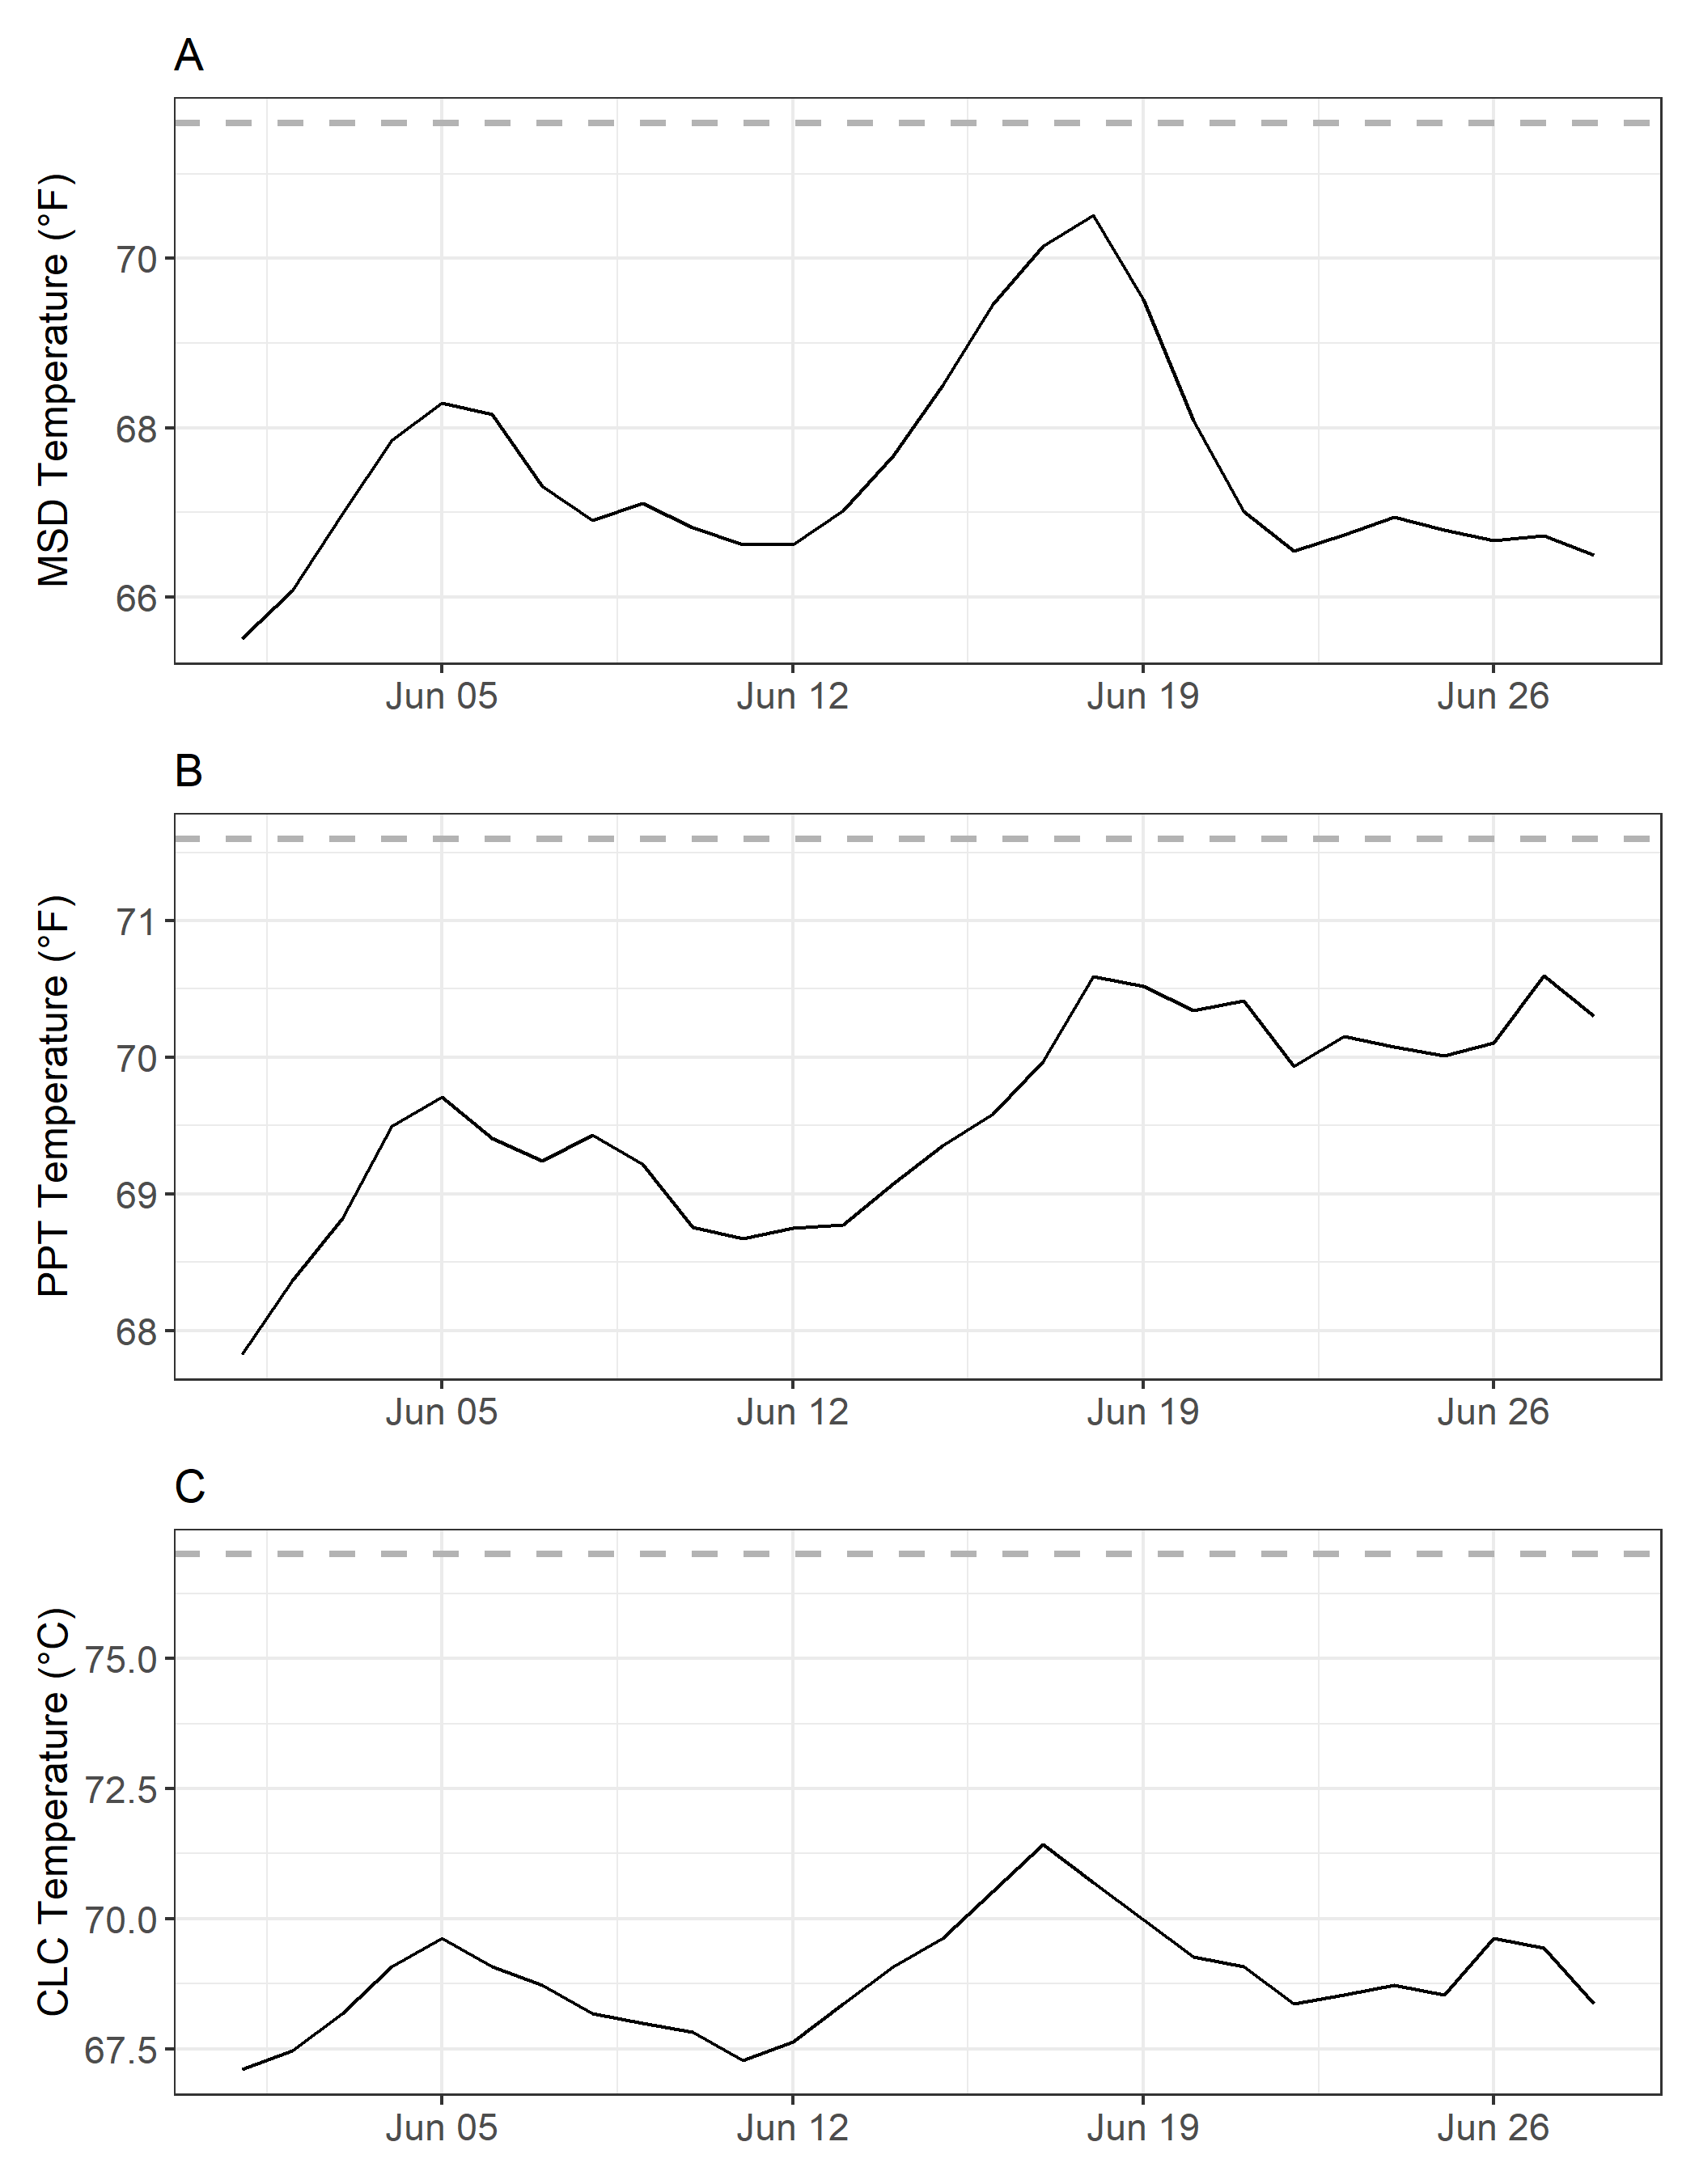 A
MSD Temperature (°F)
70
68
66
Jun 05 Jun 12 Jun 19 Jun 26
B
PPT Temperature (°F)
71
70
69
68
Jun 05 Jun 12 Jun 19 Jun 26
C
CLC Temperature (°C)
75.0
72.5
70.0
67.5
Jun 05 Jun 12 Jun 19 Jun 26